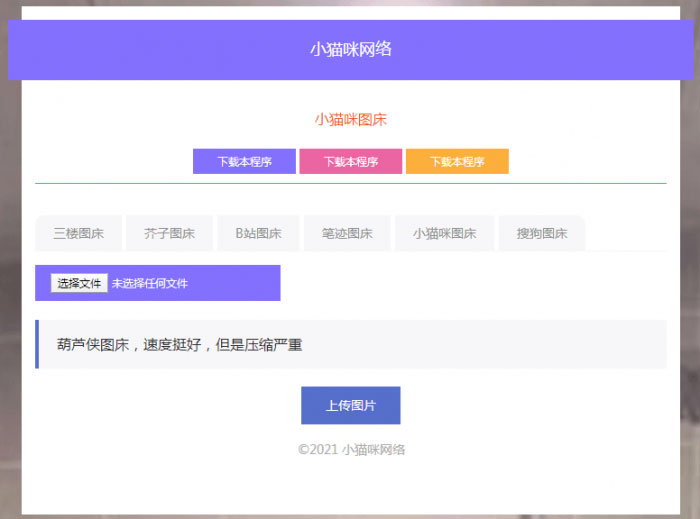 小猫咪网络
小猫咪图床
下载本程序 下载本程序 下载本程序
三楼图床 芥子图床 B站图床 笔迹图床 小猫咪图床 搜狗图床
选择文件 未选择任何文件
葫芦侠图床，速度挺好，但是压缩严重
上传图片
©2021 小猫咪网络